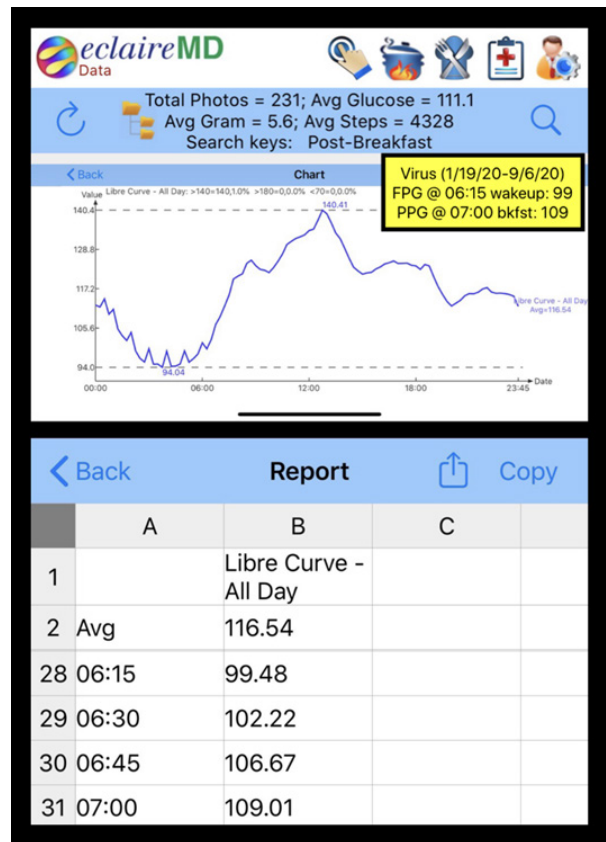 eclaireMD
Data
Total Photos = 231; Avg Glucose = 111.1
Avg Gram = 5.6; Avg Steps = 4328
Search keys: Post-Breakfast
Back
Chart
Virus (1/19/20-9/6/20)
FPG @ 06:15 wakeup: 99
PPG @ 07:00 bkfst: 109
Value
Libre Curve - All Day: >140=140,1.0% >180=0,0.0% <70=0,0.0%
140.4
140.41
128.8
117.2
ibre Curve - All Day
Avg=116.54
105.6
94.0
94.04
Date
00:00 06:00 12:00 18:00 23:45
Back Report Copy
A B C
1 Libre Curve -
All Day
2 Avg 116.54
28 06:15 99.48
29 06:30 102.22
30 06:45 106.67
31 07:00 109.01